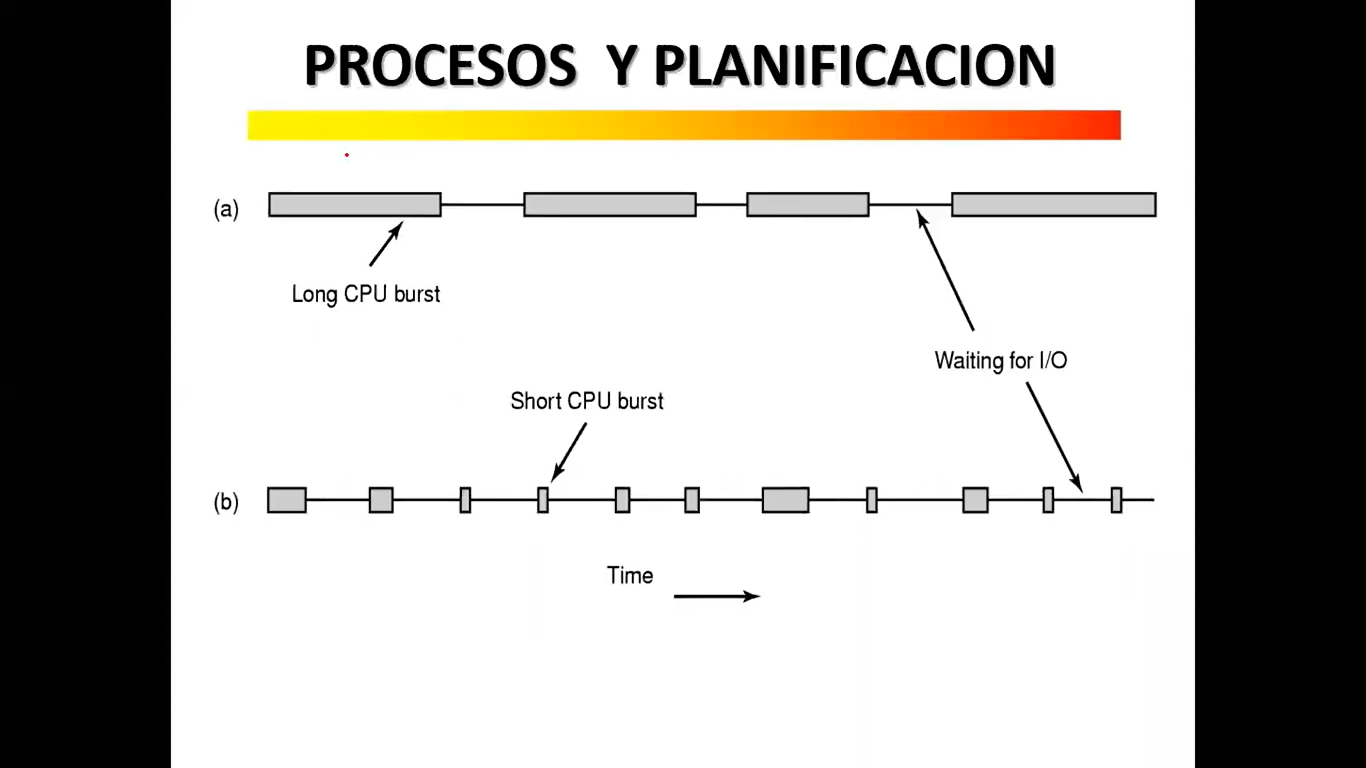 PROCESOS Y PLANIFICACION
(a)
Long CPU burst
Waiting for I/O
Short CPU burst
(b)
Time